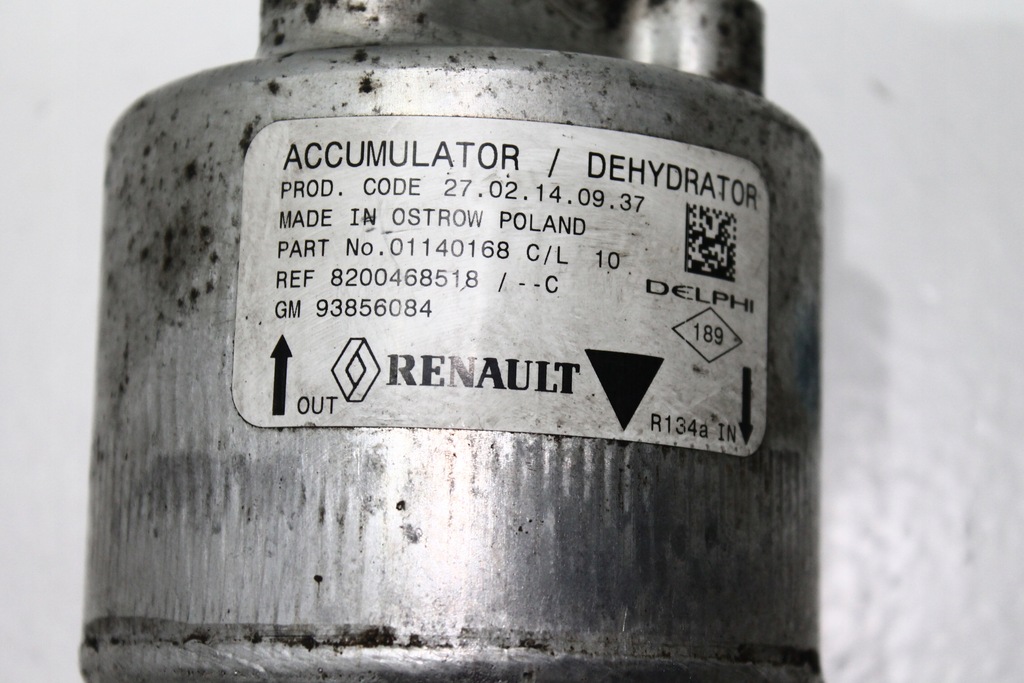 ACCUMULATOR / DEHYDRATOR
PROD. CODE 27.02.14.09.37
MADE IN OSTROW POLAND
PART No.01140168 C/L 10
REF 8200468518 / --C
GM 93856084
DELPHI
189
OUT
RENAULT
R134a IN